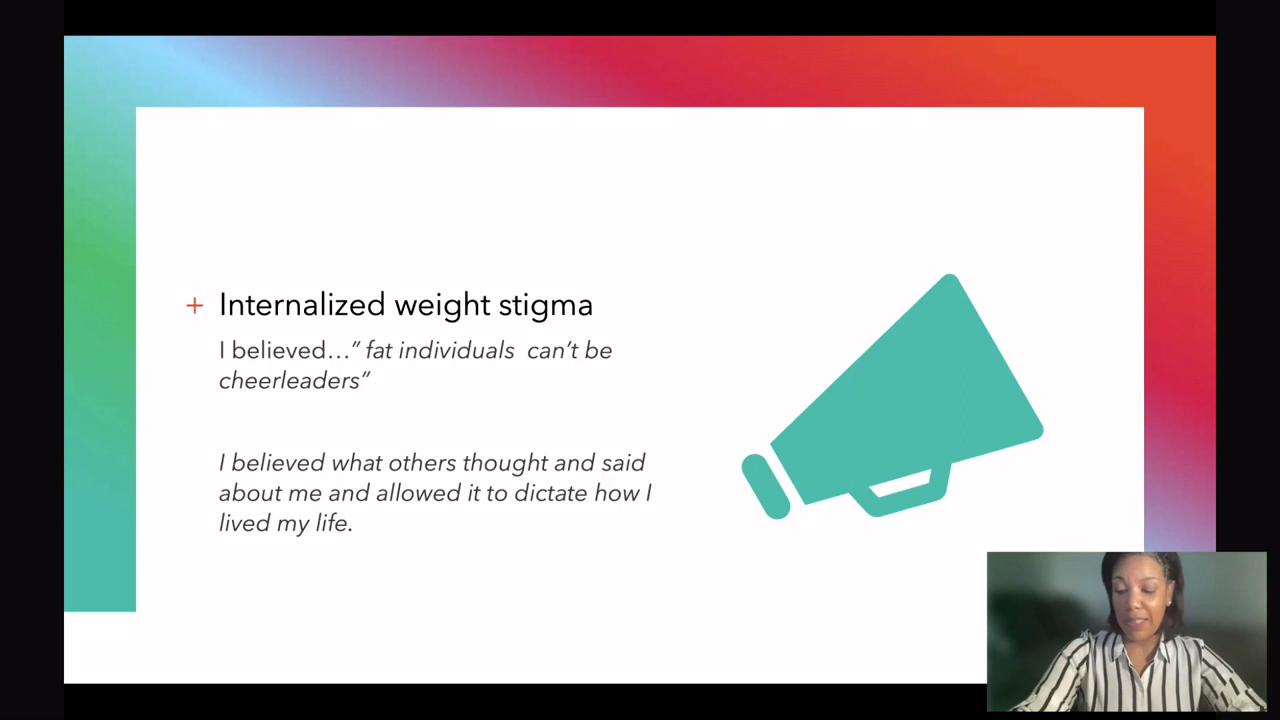 + Internalized weight stigma
I believed…” fat individuals  can’t be
cheerleaders”
I believed what others thought and said
about me and allowed it to dictate how I
lived my life.